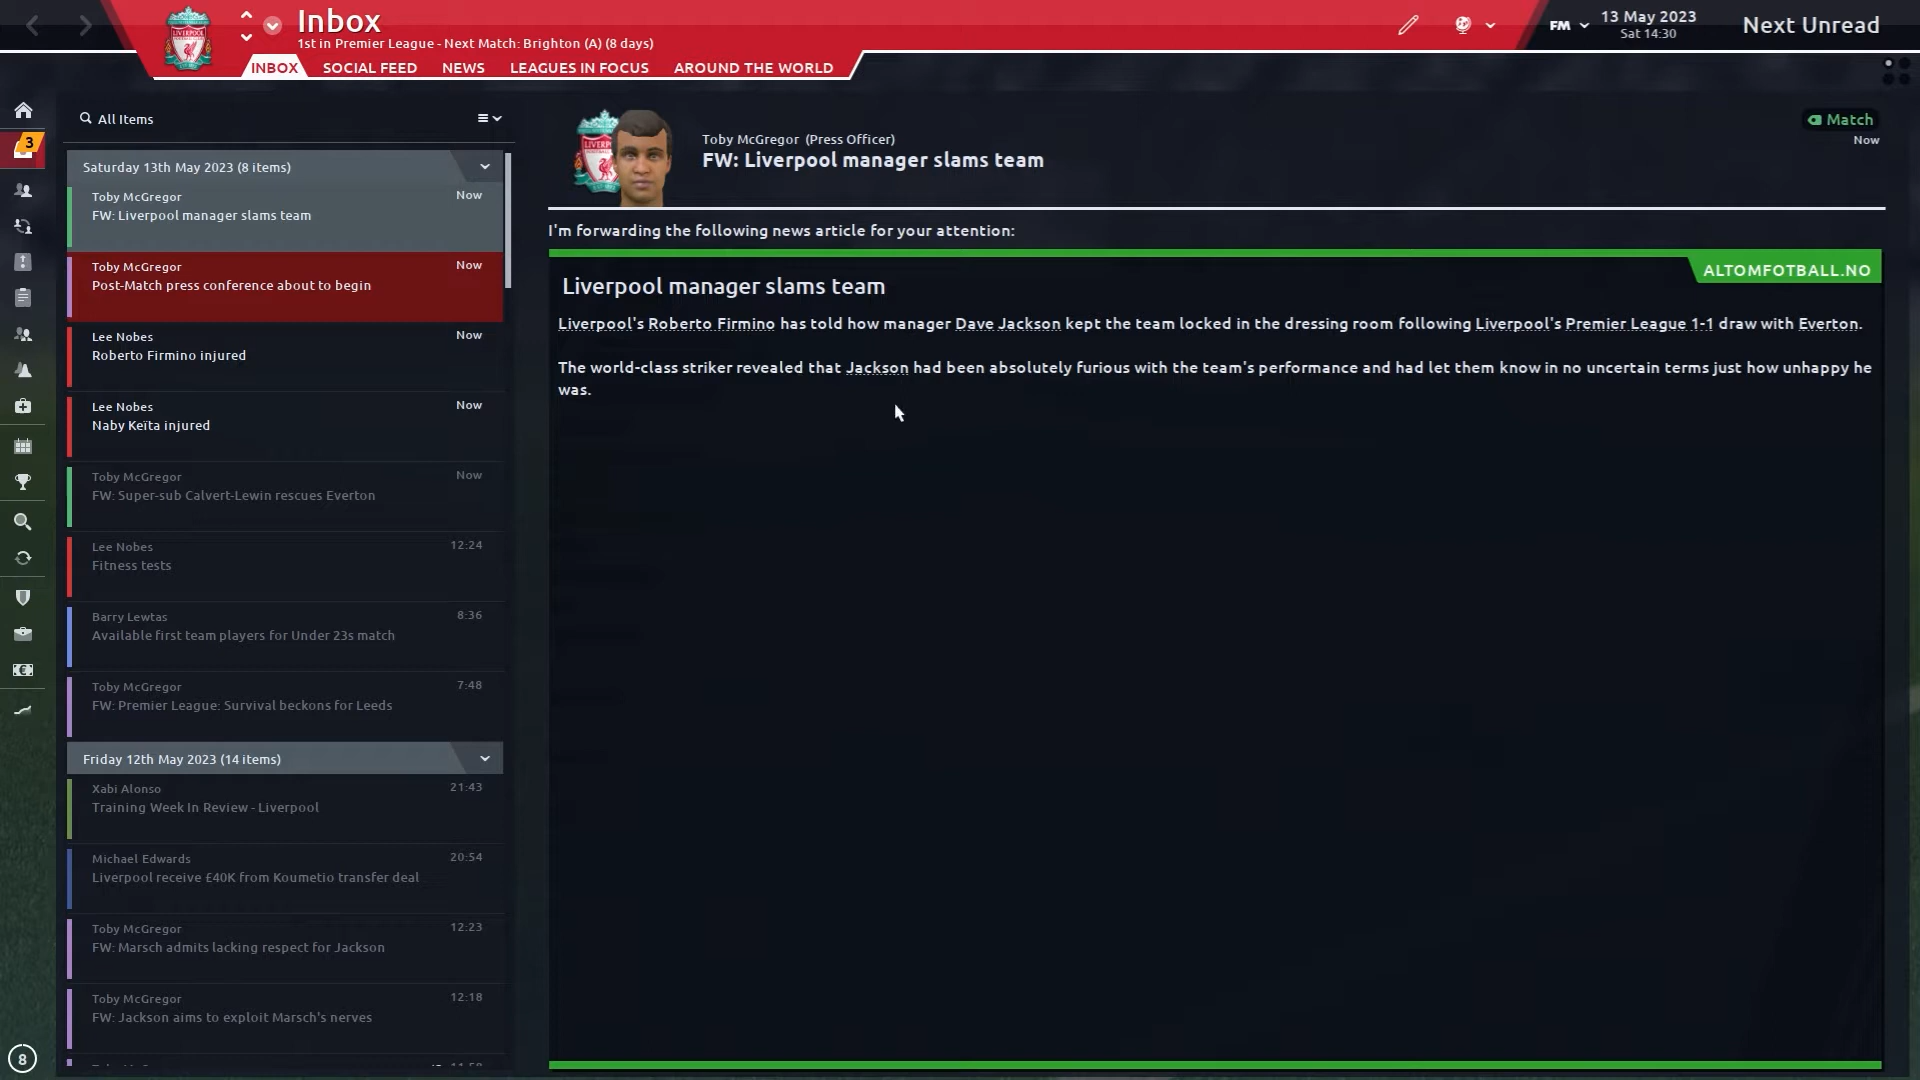 Inbox
1st in Premier League - Next Match: Brighton (A) (8 days)
INBOX
SOCIAL FEED
NEWS
LEAGUES IN FOCUS
AROUND THE WORLD
FM
13 May 2023
Sat 14:30
Next Unread
3
8
All Items
Saturday 13th May 2023 (8 items)
Toby McGregor
Now
FW: Liverpool manager slams team
Toby McGregor
Now
Post-Match press conference about to begin
Lee Nobes
Now
Roberto Firmino injured
Lee Nobes
Now
Naby Keïta injured
Toby McGregor
Now
FW: Super-sub Calvert-Lewin rescues Everton
Lee Nobes
12:24
Fitness tests
Barry Lewtas
8:36
Available first team players for Under 23s match
Toby McGregor
7:48
FW: Premier League: Survival beckons for Leeds
Friday 12th May 2023 (14 items)
Xabi Alonso
21:43
Training Week In Review - Liverpool
Michael Edwards
20:54
Liverpool receive £40K from Koumetio transfer deal
Toby McGregor
12:23
FW: Marsch admits lacking respect for Jackson
Toby McGregor
12:18
FW: Jackson aims to exploit Marsch's nerves
Toby McGregor (Press Officer)
FW: Liverpool manager slams team
Match
Now
I'm forwarding the following news article for your attention:
ALTOMFOTBALL.NO
Liverpool manager slams team
Liverpool's Roberto Firmino has told how manager Dave Jackson kept the team locked in the dressing room following Liverpool's Premier League 1-1 draw with Everton.
The world-class striker revealed that Jackson had been absolutely furious with the team's performance and had let them know in no uncertain terms just how unhappy he
was.